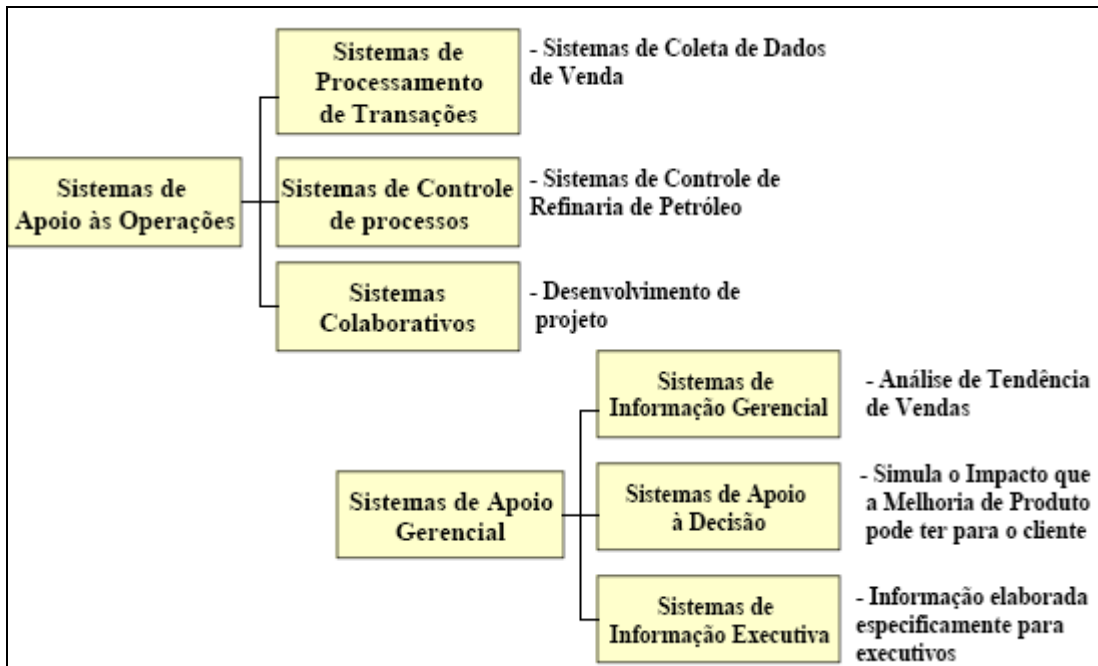 Sistemas de
Processamento
de Transações
- Sistemas de Coleta de Dados
de Venda
Sistemas de
Apoio às Operações
Sistemas de Controle
de processos
- Sistemas de Controle de
Refinaria de Petróleo
Sistemas
Colaborativos
- Desenvolvimento de
projeto
Sistemas de
Informação Gerencial
- Análise de Tendência
de Vendas
Sistemas de Apoio
Gerencial
Sistemas de Apoio
à Decisão
- Simula o Impacto que
a Melhoria de Produto
pode ter para o cliente
Sistemas de
Informação Executiva
- Informação elaborada
especificamente para
executivos